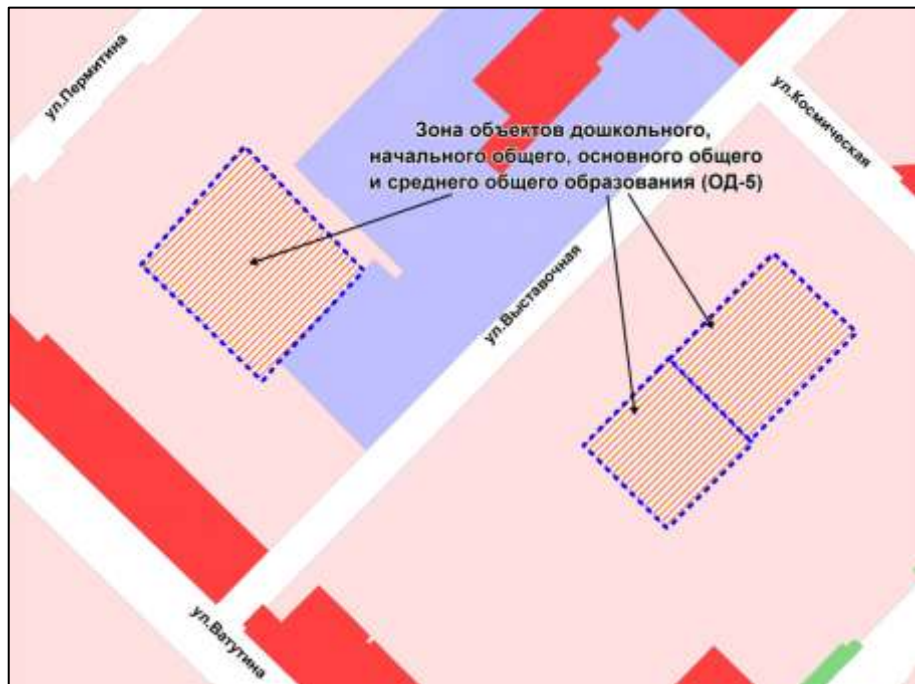 ул.Пермитина
ул.Космическая
Зона объектов дошкольного,
начального общего, основного общего
и среднего общего образования (ОД-5)
ул.Выставочная
ул.Ватутина